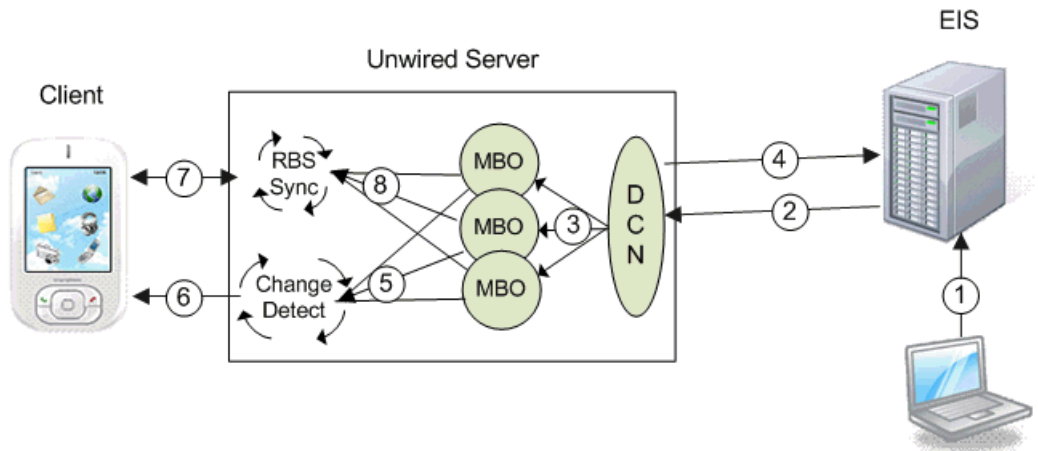 EIS
Unwired Server
Client
RBS
Sync
Change
Detect
MBO
MBO
MBO
D
C
N
1
2
3
4
5
6
7
8